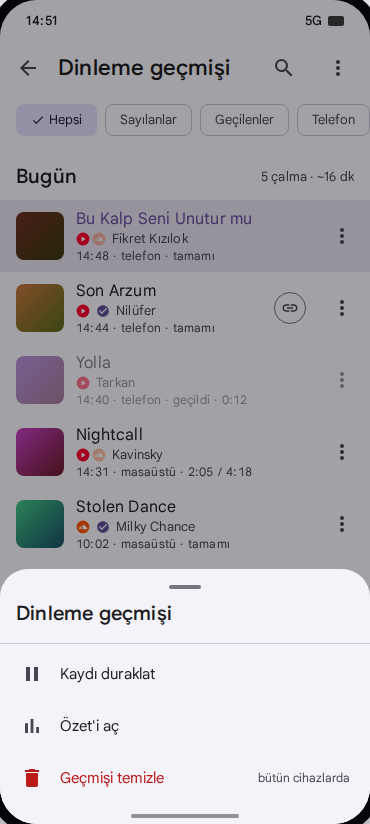 14:51
5G
Dinleme geçmişi
Hepsi
Sayılanlar
Geçilenler
Telefon
Bugün
5 çalma · ~16 dk
Bu Kalp Seni Unutur mu
Fikret Kızılok
14:48 · telefon · tamamı
Son Arzum
Nilüfer
14:44 · telefon · tamamı
Yolla
Tarkan
14:40 · telefon · geçildi · 0:12
Nightcall
Kavinsky
14:31 · masaüstü · 2:05 / 4:18
Stolen Dance
Milky Chance
10:02 · masaüstü · tamamı
Dinleme geçmişi
Kaydı duraklat
Özet'i aç
Geçmişi temizle
bütün cihazlarda